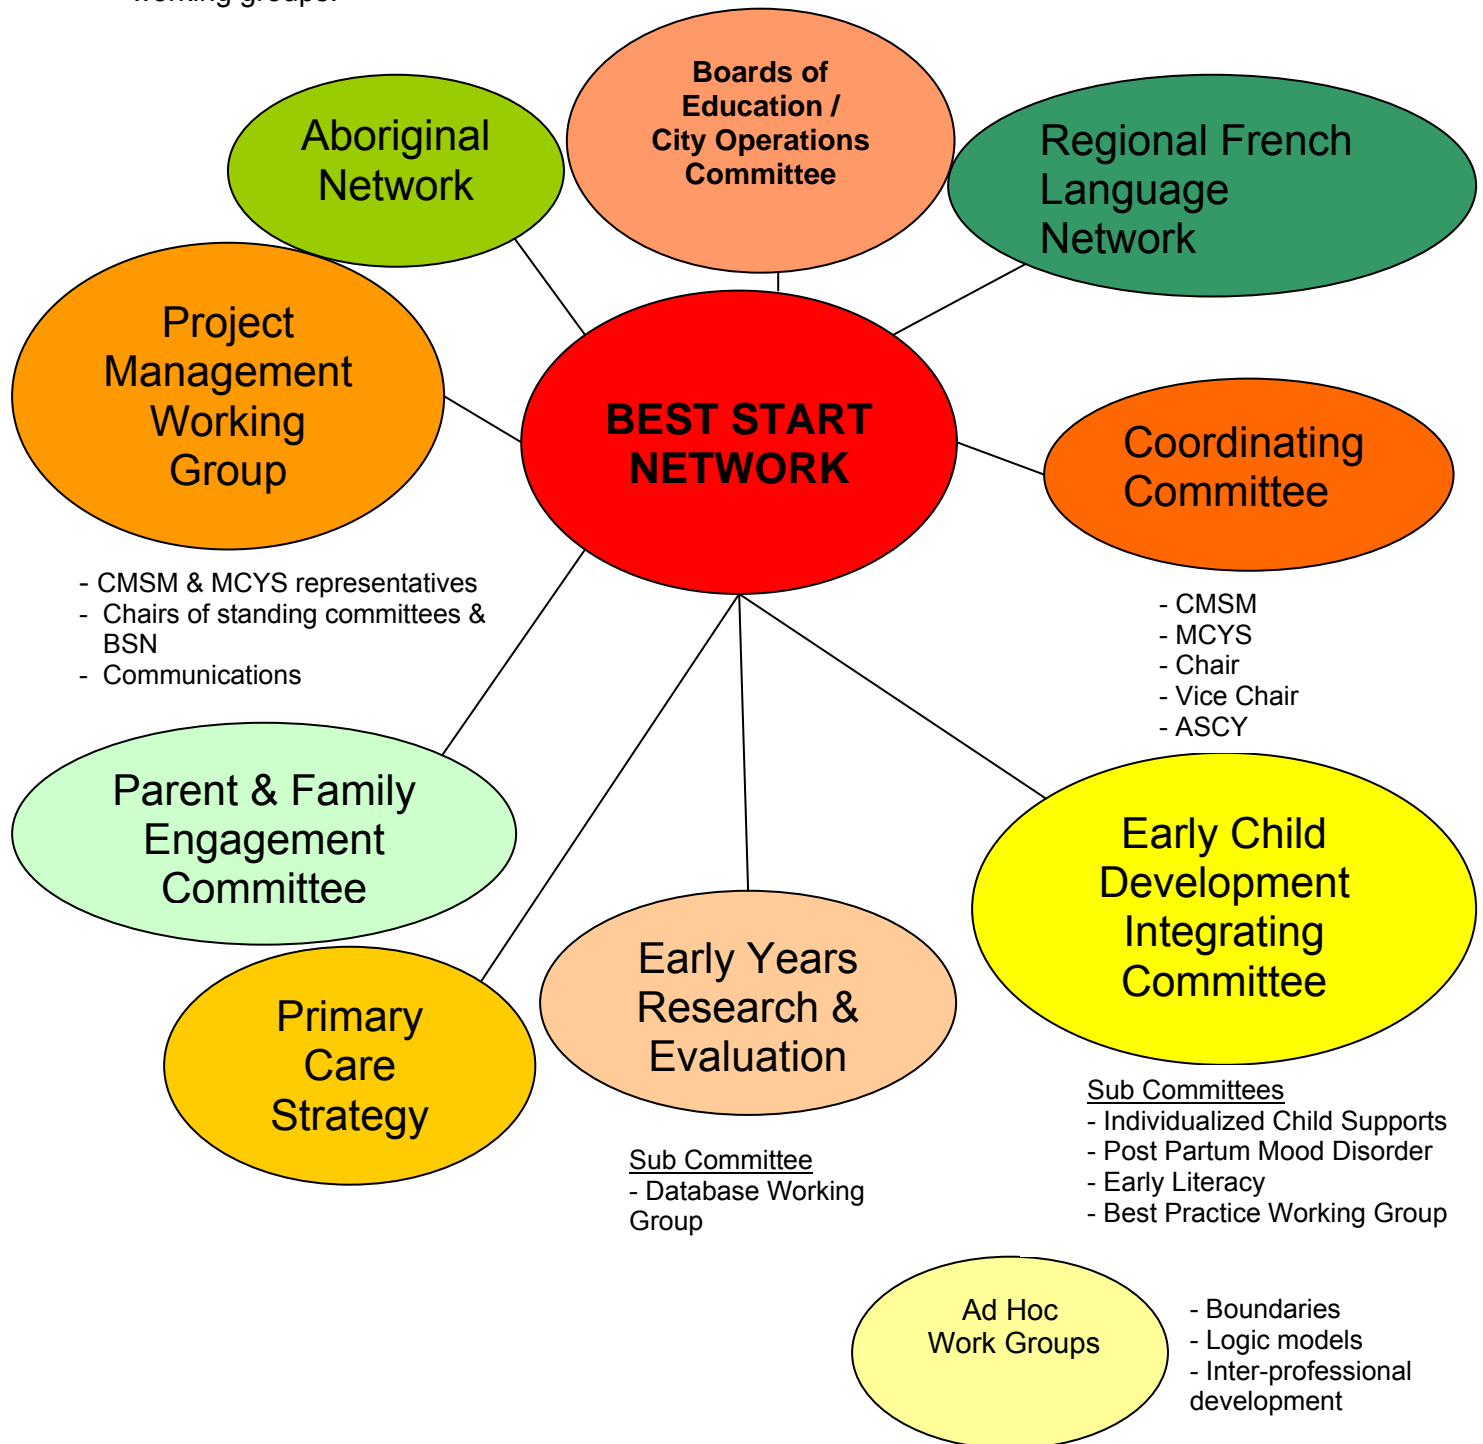 working groups.
Boards of
Education /
City Operations
Committee
Aboriginal
Network
Regional French
Language
Network
Project
Management
Working
Group
BEST START
NETWORK
Coordinating
Committee
- CMSM & MCYS representatives
- Chairs of standing committees &
BSN
- Communications
- CMSM
- MCYS
- Chair
- Vice Chair
- ASCY
Parent & Family
Engagement
Committee
Early Child
Development
Integrating
Committee
Primary
Care
Strategy
Early Years
Research &
Evaluation
Sub Committee
- Database Working
Group
Sub Committees
- Individualized Child Supports
- Post Partum Mood Disorder
- Early Literacy
- Best Practice Working Group
Ad Hoc
Work Groups
- Boundaries
- Logic models
- Inter-professional
development